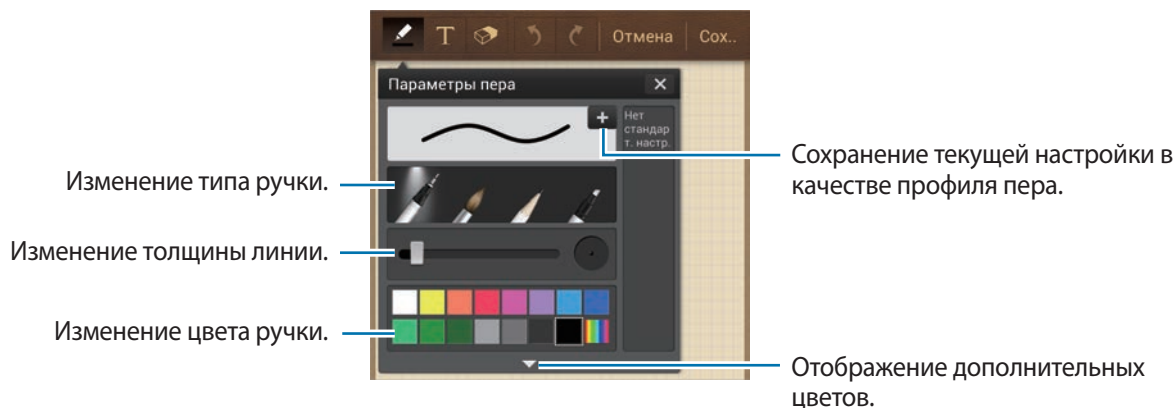 T
Отмена
Сох..
Параметры пера
Нет
стандар
т. настр.
Сохранение текущей настройки в
качестве профиля пера.
Изменение типа ручки.
Изменение толщины линии.
Изменение цвета ручки.
Отображение дополнительных
цветов.